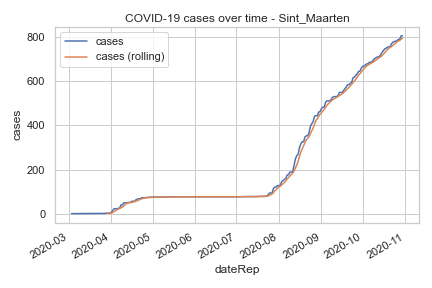 COVID-19 cases over time - Sint_Maarten
cases
cases (rolling)
800
600
400
200
0
cases
2020-03
2020-04
2020-05
2020-06
2020-07
2020-08
2020-09
2020-10
2020-11
dateRep